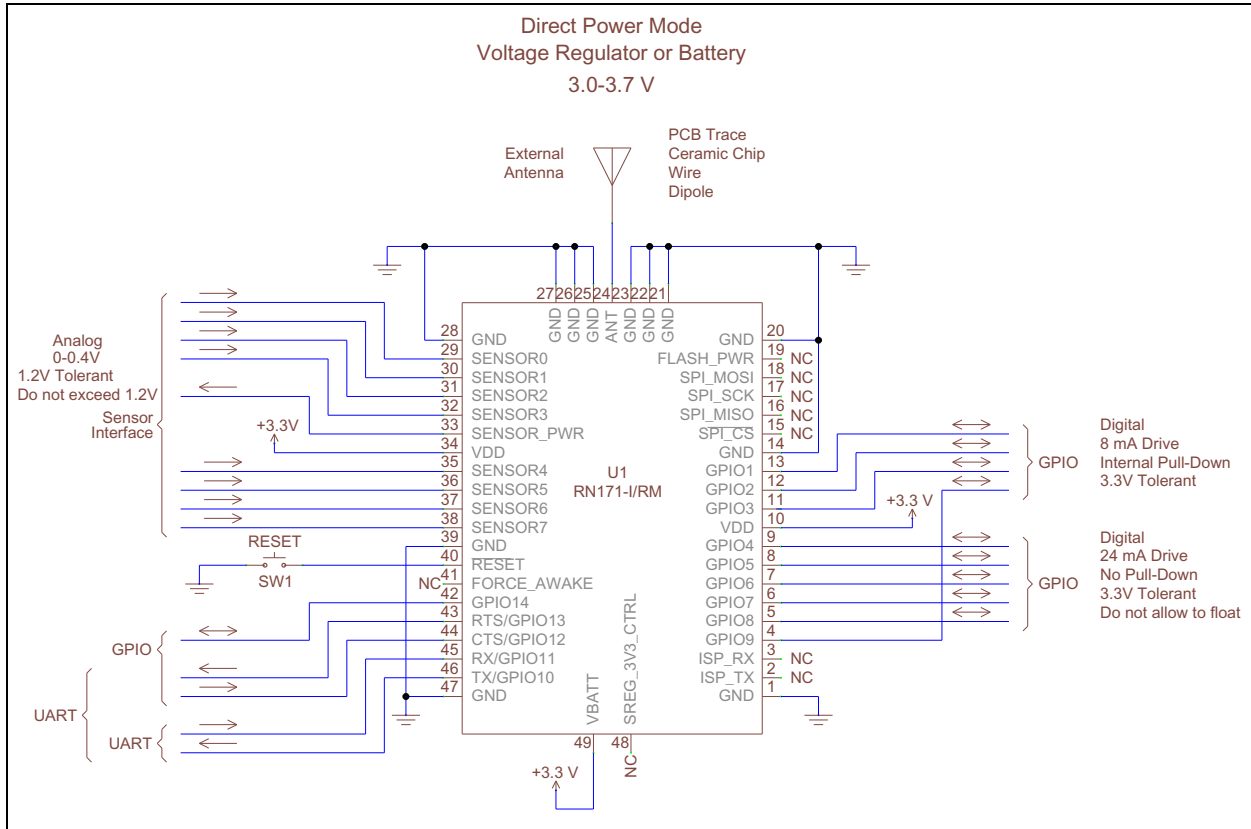 Direct Power Mode
Voltage Regulator or Battery
3.0-3.7 V
External
Antenna
PCB Trace
Ceramic Chip
Wire
Dipole
27 26 25 24 23 22 21
GND GND GND ANT GND GND GND
Analog
0-0.4V
1.2V Tolerant
Do not exceed 1.2V
Sensor
Interface
+3.3V
28 GND
29 SENSOR0
30 SENSOR1
31 SENSOR2
32 SENSOR3
33 SENSOR_PWR
34 VDD
35 SENSOR4
36 SENSOR5
37 SENSOR6
38 SENSOR7
39 GND
40 RESET
NC 41 FORCE_AWAKE
42 GPIO14
43 RTS/GPIO13
44 CTS/GPIO12
45 RX/GPIO11
46 TX/GPIO10
47 GND
RESET
SW1
GPIO
UART
UART
U1
RN171-I/RM
GND 20
FLASH_PWR 19 NC
SPI_MOSI 18 NC
SPI_SCK 17 NC
SPI_MISO 16 NC
SPI_CS 15 NC
GND 14
GPIO1 13
GPIO2 12
GPIO3 11
VDD 10
GPIO4 9
GPIO5 8
GPIO6 7
GPIO7 6
GPIO8 5
GPIO9 4
ISP_RX 3 NC
ISP_TX 2 NC
GND 1
+3.3 V
GPIO
Digital
8 mA Drive
Internal Pull-Down
3.3V Tolerant
GPIO
Digital
24 mA Drive
No Pull-Down
3.3V Tolerant
Do not allow to float
VBATT
SREG_3V3_CTRL
49
48
NC
+3.3 V